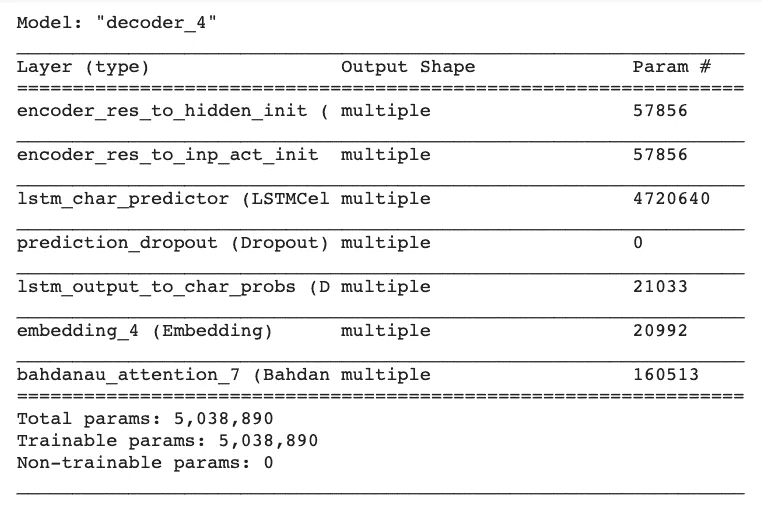 Model: "decoder_4"
Layer (type) Output Shape Param #
encoder_res_to_hidden_init ( multiple 57856
encoder_res_to_inp_act_init multiple 57856
lstm_char_predictor (LSTMCel multiple 4720640
prediction_dropout (Dropout) multiple 0
lstm_output_to_char_probs (D multiple 21033
embedding_4 (Embedding) multiple 20992
bahdanau_attention_7 (Bahdan multiple 160513
Total params: 5,038,890
Trainable params: 5,038,890
Non-trainable params: 0